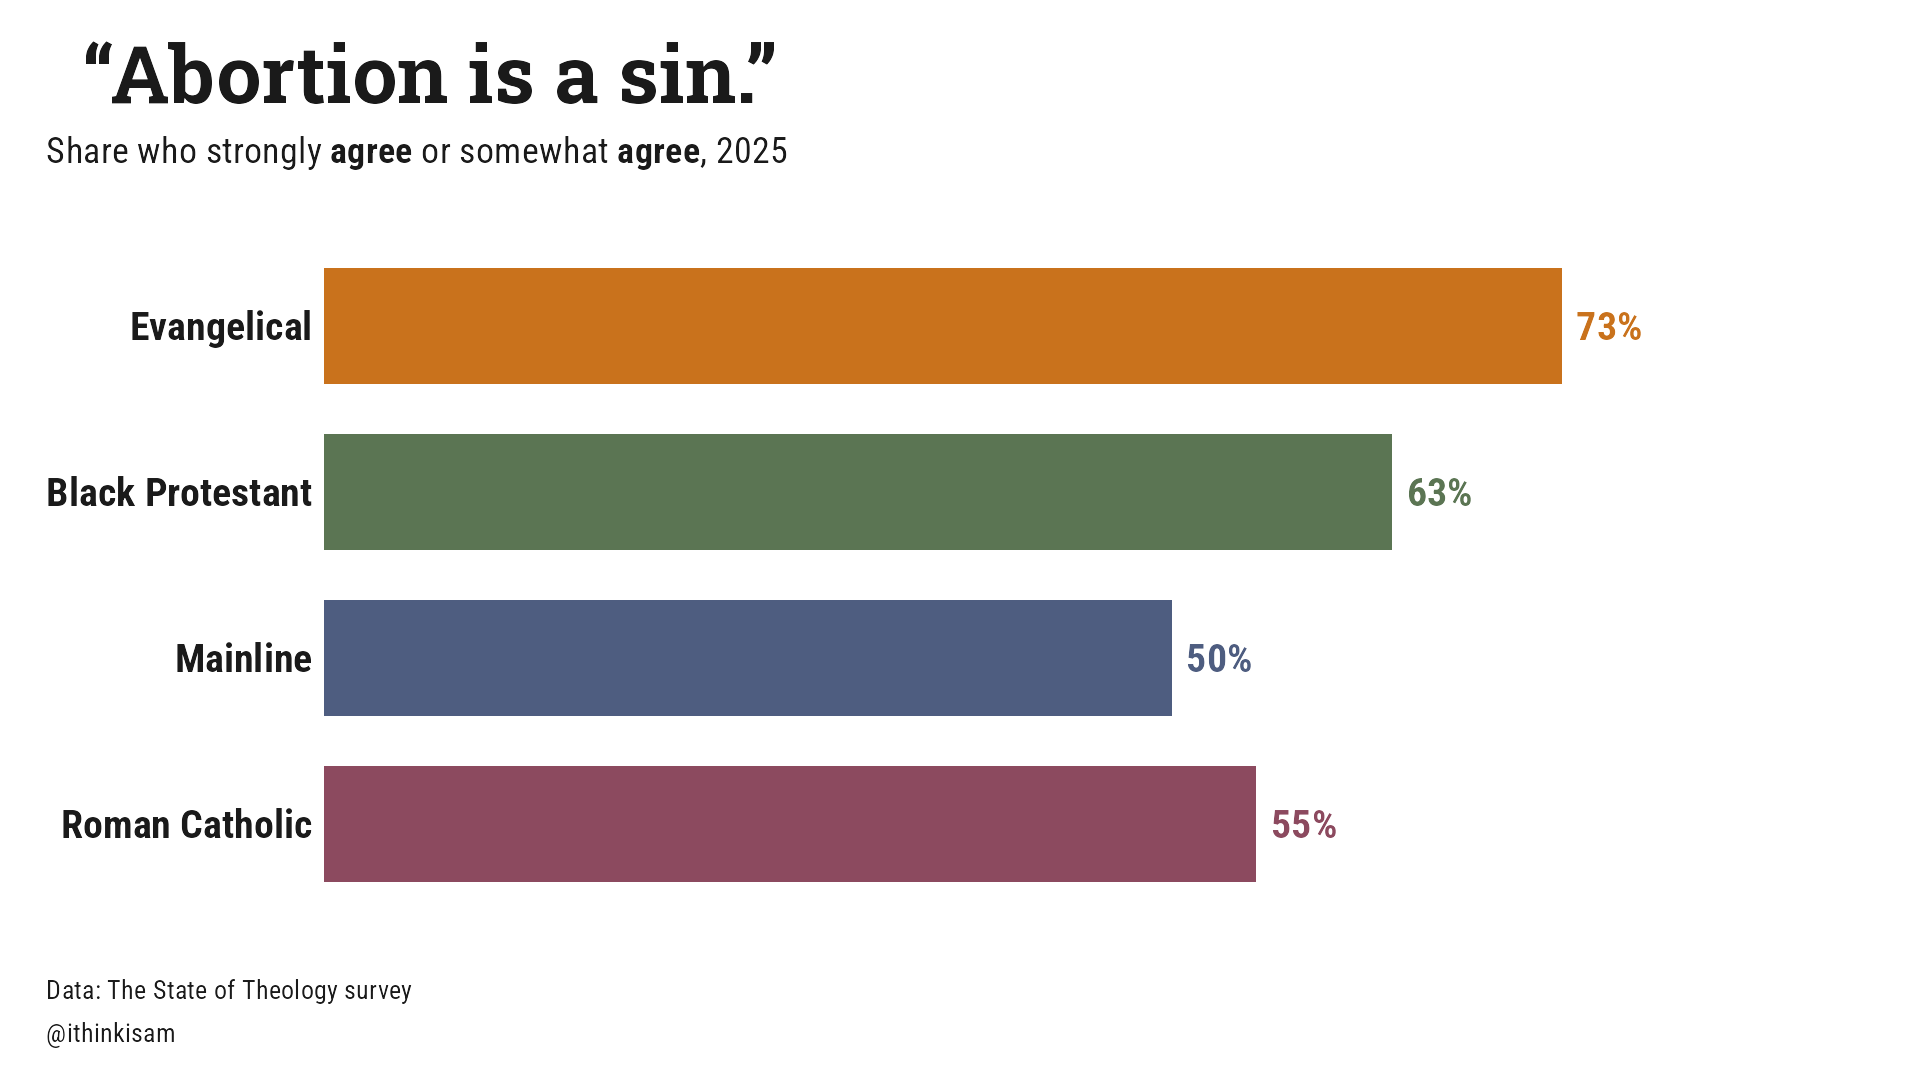 “Abortion is a sin.”
Share who strongly agree or somewhat agree, 2025
Evangelical 73%
Black Protestant 63%
Mainline 50%
Roman Catholic 55%
Data: The State of Theology survey
@ithinkisam